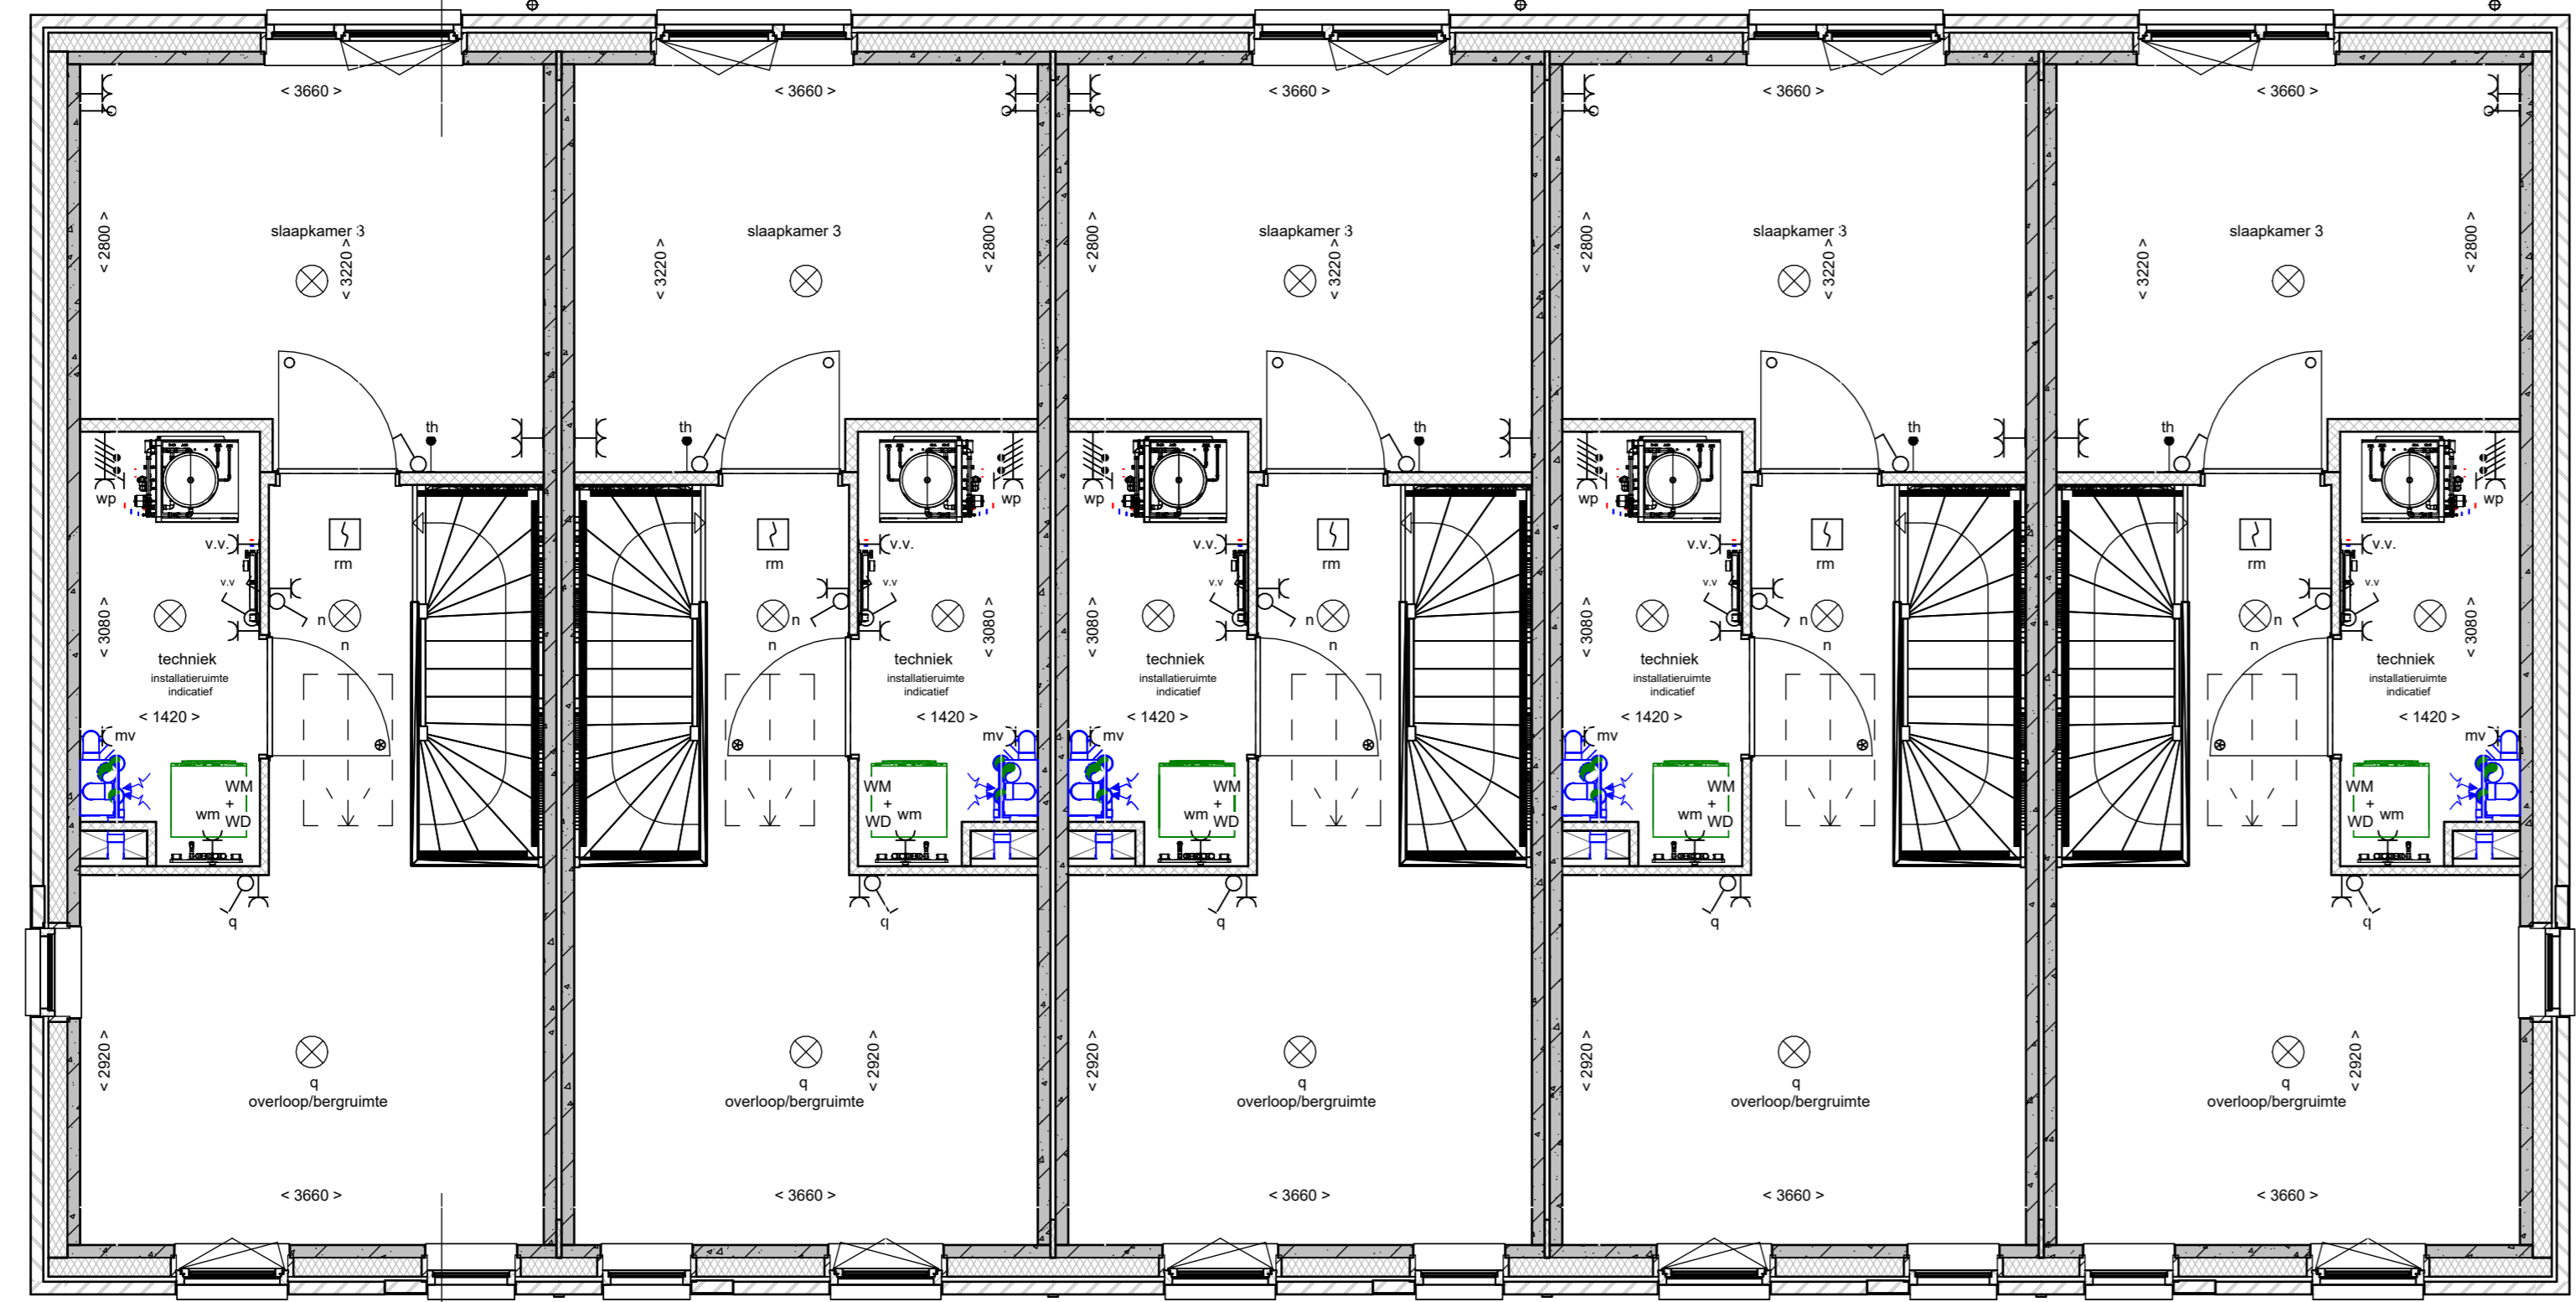 < 3660 >
< 3660 >
< 3660 >
< 3660 >
< 3660 >
< 2800 >
slaapkamer 3
< 3220 >
< 3220 >
slaapkamer 3
< 2800 >
< 2800 >
slaapkamer 3
< 3220 >
< 2800 >
slaapkamer 3
< 3220 >
< 3220 >
slaapkamer 3
< 2800 >
th
th
th
th
th
wp
wp
wp
wp
wp
v.v.
v.v.
v.v.
v.v.
v.v.
rm
rm
rm
rm
rm
v.v
v.v
v.v
v.v
v.v
< 3080 >
n
n
< 3080 >
< 3080 >
n
< 3080 >
n
n
< 3080 >
n
n
n
n
n
techniek
installatieruimte
indicatief
techniek
installatieruimte
indicatief
techniek
installatieruimte
indicatief
techniek
installatieruimte
indicatief
techniek
installatieruimte
indicatief
< 1420 >
< 1420 >
< 1420 >
< 1420 >
< 1420 >
mv
mv
mv
mv
mv
WM
+
WD
wm
WM
+
WD
wm
WM
+
WD
wm
WM
+
WD
wm
WM
+
WD
wm
q
q
q
q
q
< 2920 >
< 2920 >
< 2920 >
< 2920 >
< 2920 >
q
overloop/bergruimte
q
overloop/bergruimte
q
overloop/bergruimte
q
overloop/bergruimte
q
overloop/bergruimte
< 3660 >
< 3660 >
< 3660 >
< 3660 >
< 3660 >